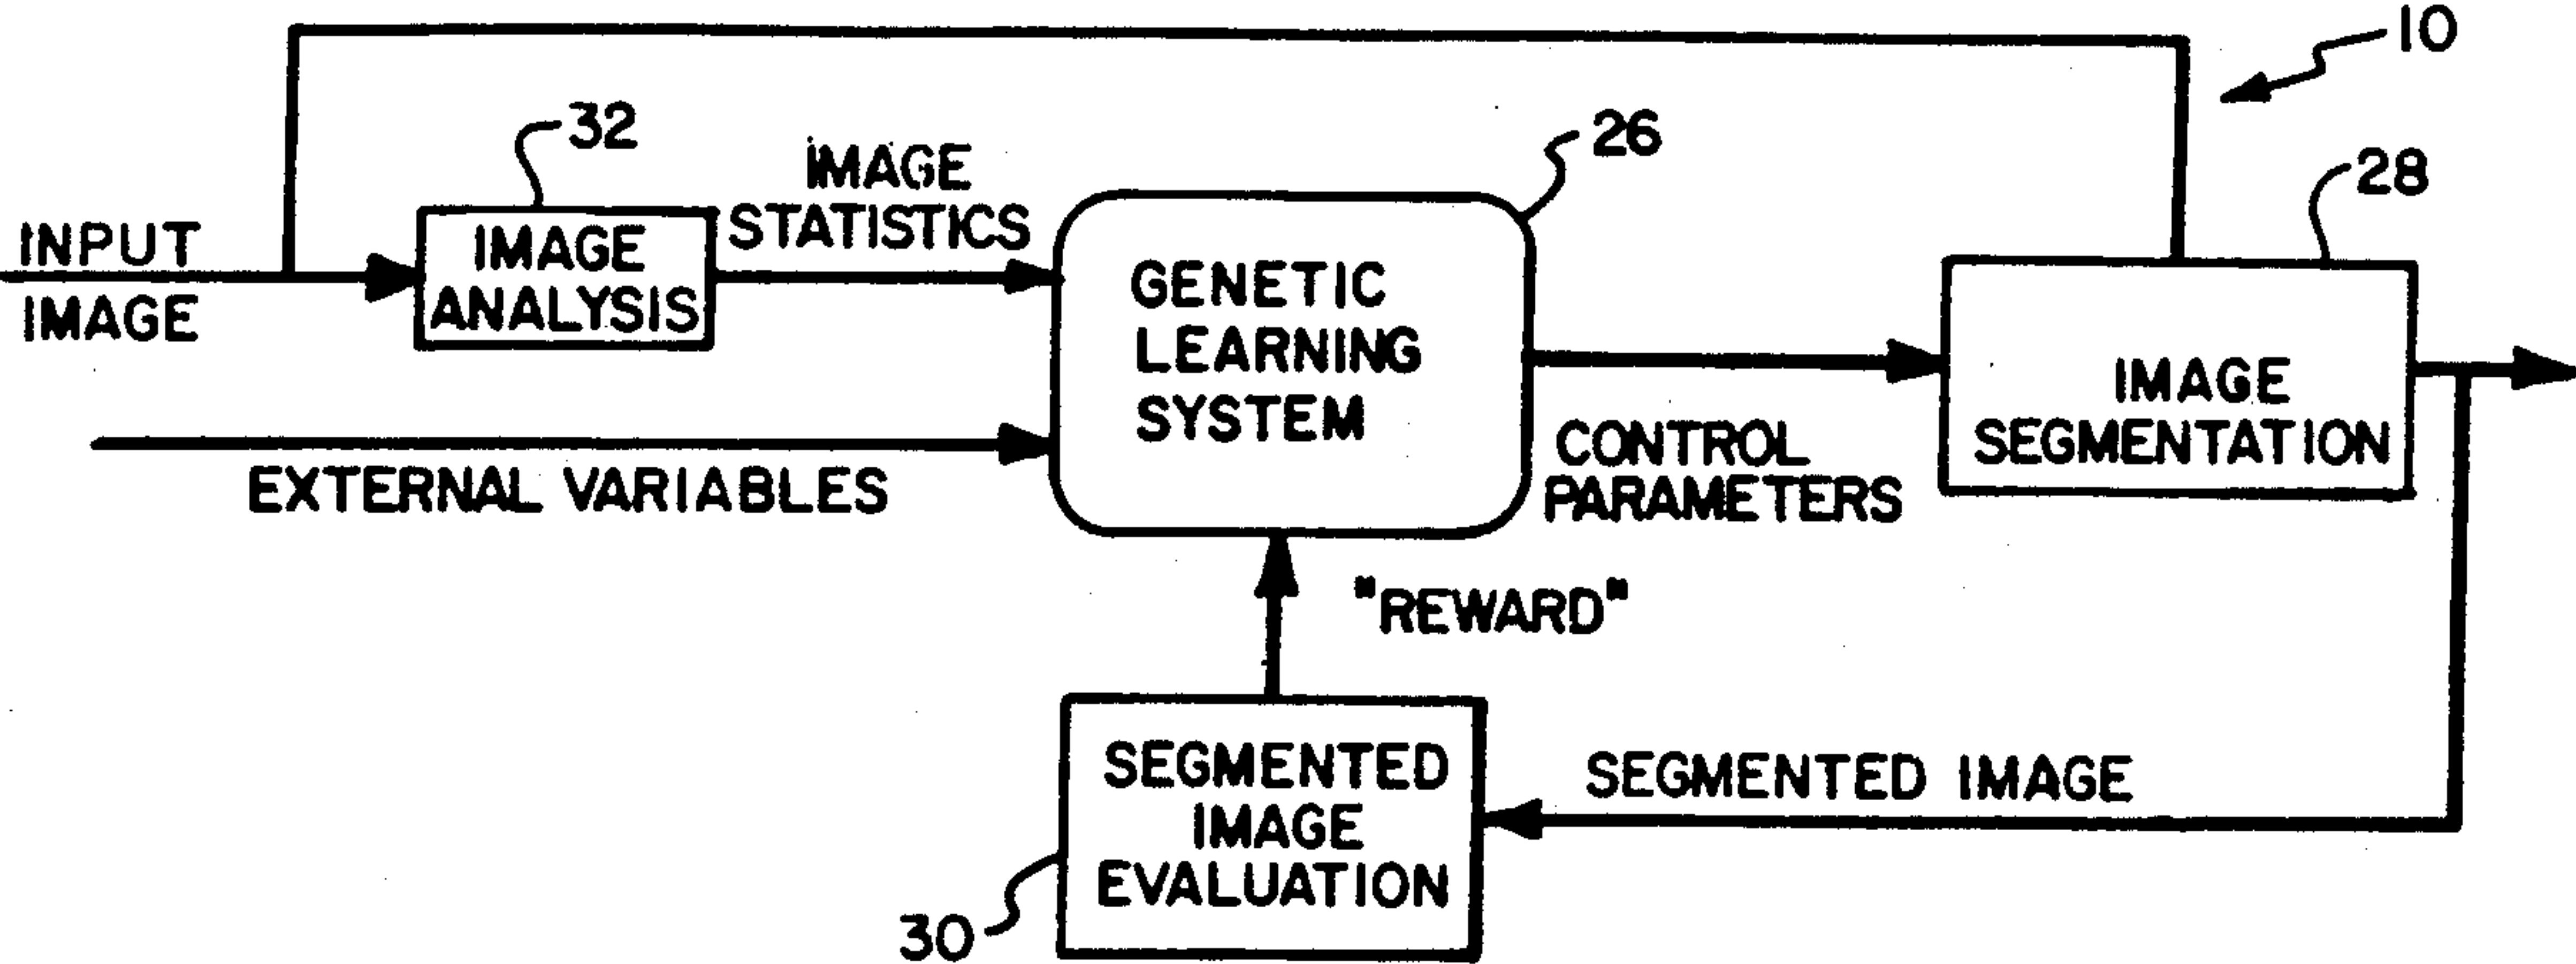 10
32
26
28
INPUT
IMAGE
IMAGE
ANALYSIS
IMAGE
STATISTICS
EXTERNAL VARIABLES
GENETIC
LEARNING
SYSTEM
CONTROL
PARAMETERS
IMAGE
SEGMENTATION
"REWARD"
SEGMENTED
IMAGE
EVALUATION
SEGMENTED IMAGE
30